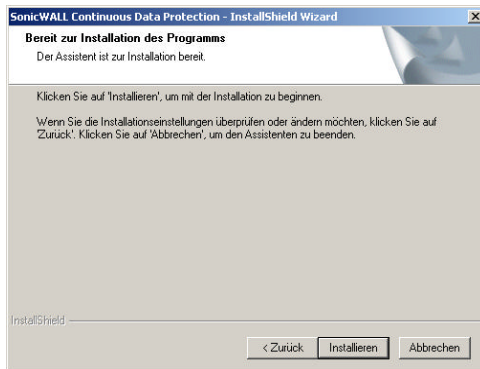 SonicWALL Continuous Data Protection - InstallShield Wizard
Bereit zur Installation des Programms
Der Assistent ist zur Installation bereit.
Klicken Sie auf 'Installieren', um mit der Installation zu beginnen.
Wenn Sie die Installationseinstellungen überprüfen oder ändern möchten, klicken Sie auf
'Zurück'. Klicken Sie auf 'Abbrechen', um den Assistenten zu beenden.
InstallShield
< Zurück Installieren Abbrechen